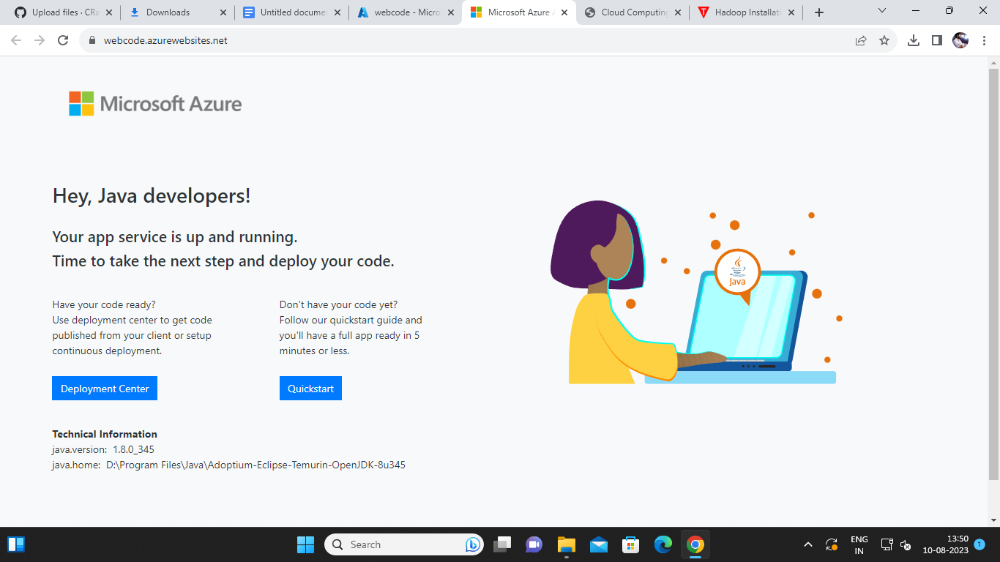 Upload files · CRa
Downloads
Untitled docume
webcode - Micro
Microsoft Azure
Cloud Computing
Hadoop Installati
webcode.azurewebsites.net
Microsoft Azure
Hey, Java developers!
Your app service is up and running.
Time to take the next step and deploy your code.
Have your code ready?
Use deployment center to get code
published from your client or setup
continuous deployment.
Deployment Center
Don't have your code yet?
Follow our quickstart guide and
you'll have a full app ready in 5
minutes or less.
Quickstart
Java
Technical Information
java.version: 1.8.0_345
java.home: D:\Program Files\Java\Adoptium-Eclipse-Temurin-OpenJDK-8u345
Search
ENG
IN
13:50
10-08-2023
1